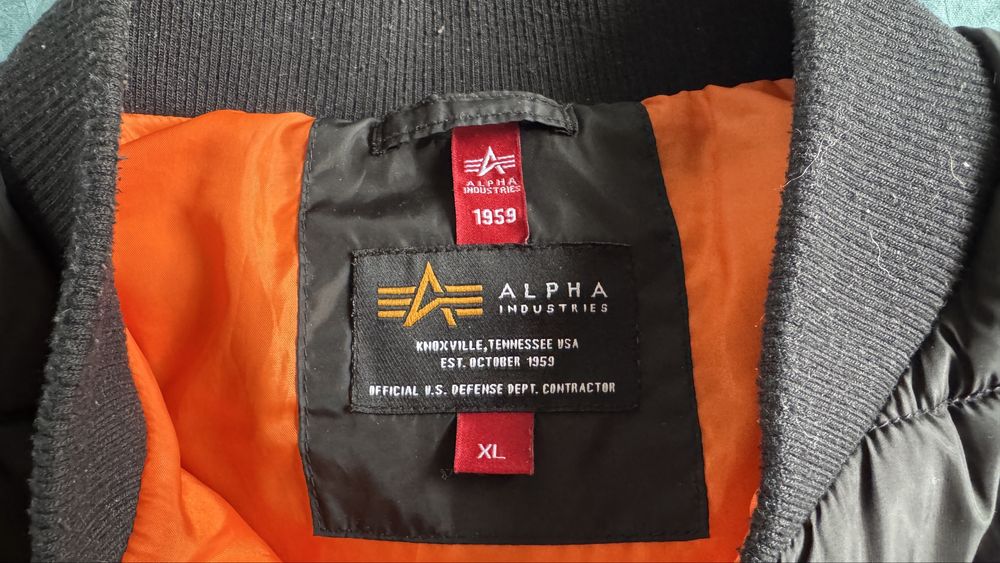 ALPHA
INDUSTRIES
1959
ALPHA
INDUSTRIES
KNOXVILLE, TENNESSEE USA
EST. OCTOBER 1959
OFFICIAL U.S. DEFENSE DEPT. CONTRACTOR
XL